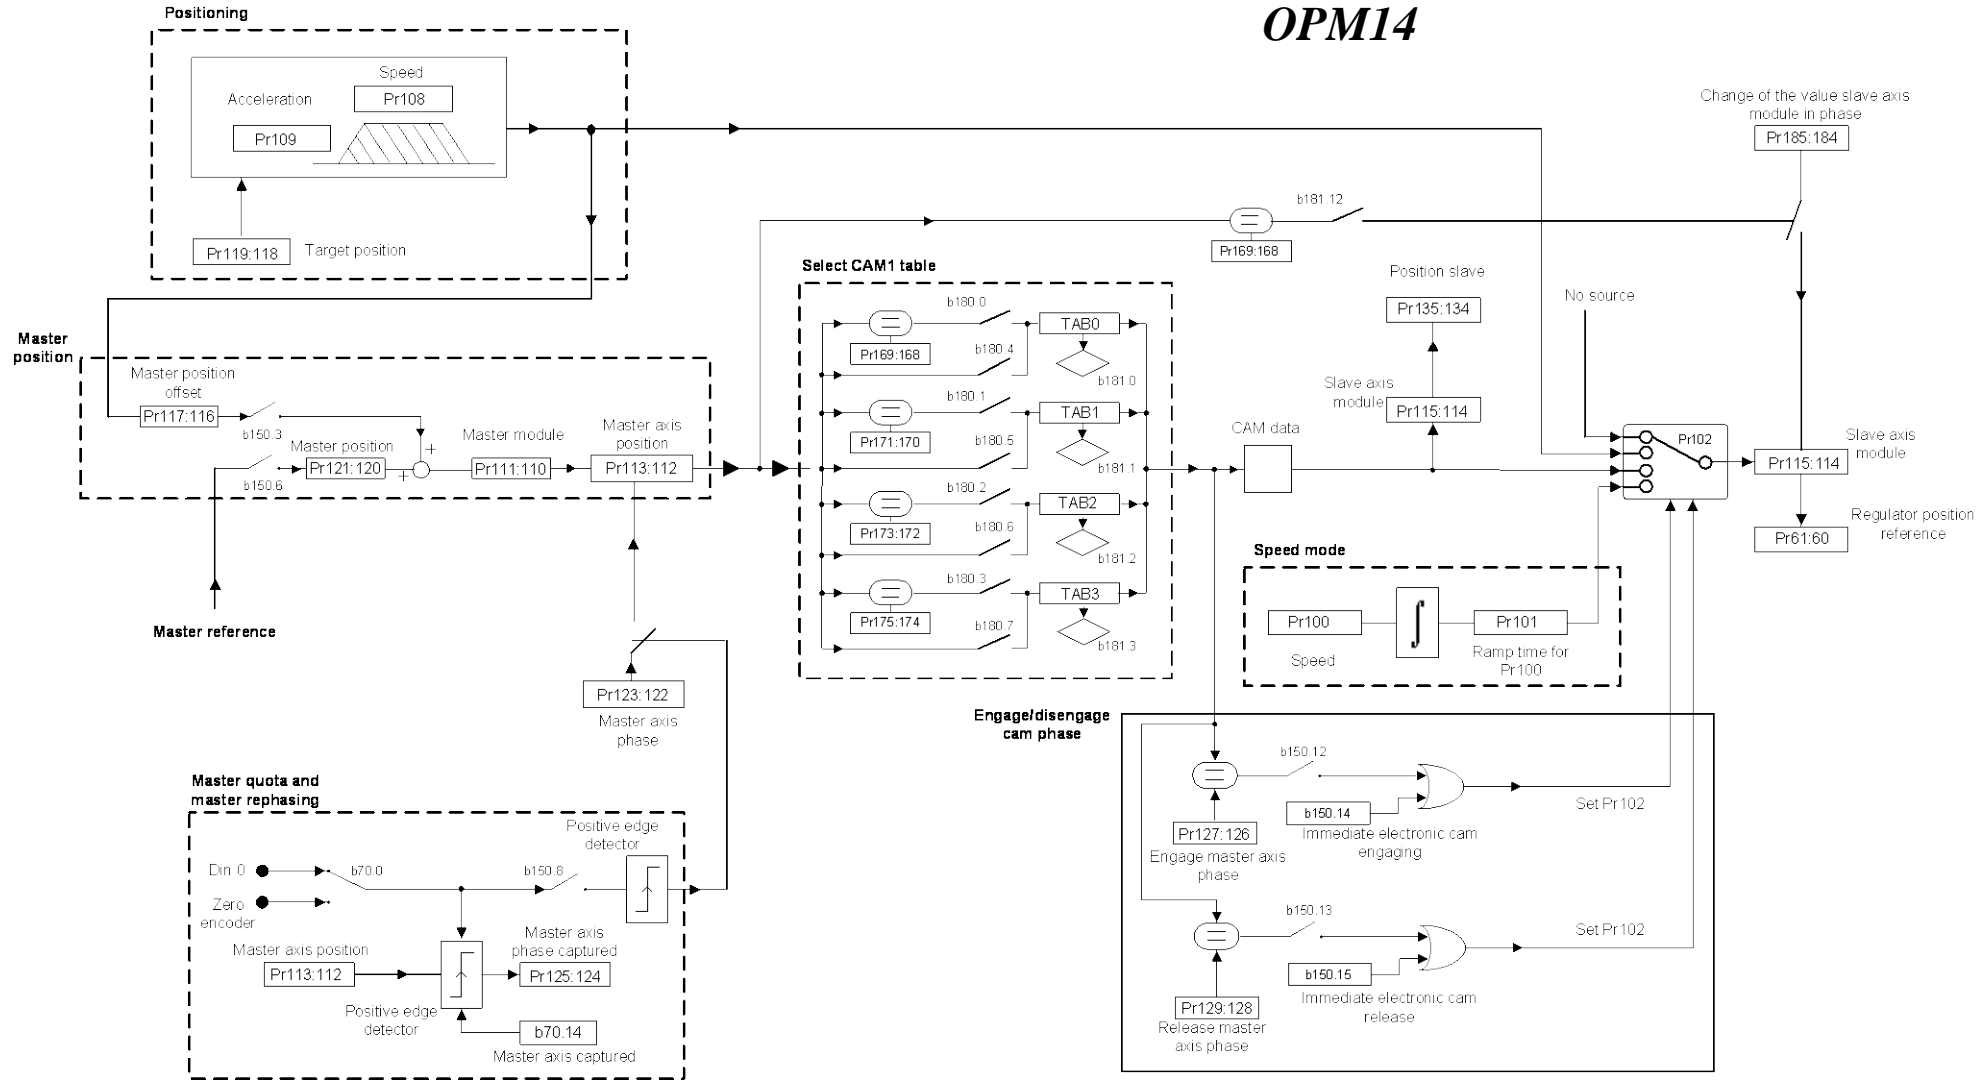 OPM14
Positioning
Speed
Pr108
Acceleration
Pr109
Pr119:118
Target position
Change of the value slave axis
module in phase
Pr185:184
b181.12
Pr169:168
Select CAM1 table
b180.0
TAB0
Pr169:168
b180.4
b181.0
b180.1
TAB1
Pr171:170
b180.5
b181.1
b180.2
TAB2
Pr173:172
b180.6
b181.2
b180.3
TAB3
Pr175:174
b180.7
b181.3
Position slave
Pr135:134
No source
Slave axis
module
Pr115:114
CAM data
Pr102
Slave axis
module
Pr115:114
Regulator position
reference
Pr61:60
Master
position
Master position
offset
Pr117:116
b150.3
Master position
Pr121:120
b150.6
+
+
Master module
Pr111:110
Master axis
position
Pr113:112
Master reference
Pr123:122
Master axis
phase
Speed mode
Pr100
Speed
∫
Pr101
Ramp time for
Pr100
Engage/disengage
cam phase
b150.12
b150.14
Immediate electronic cam
engaging
Set Pr102
Pr127:126
Engage master axis
phase
b150.13
b150.15
Immediate electronic cam
release
Set Pr102
Pr129:128
Release master
axis phase
Master quota and
master rephasing
Positive edge
detector
Din 0
b70.0
b150.8
Zero
encoder
Master axis position
Pr113:112
Master axis
phase captured
Pr125:124
Positive edge
detector
b70.14
Master axis captured